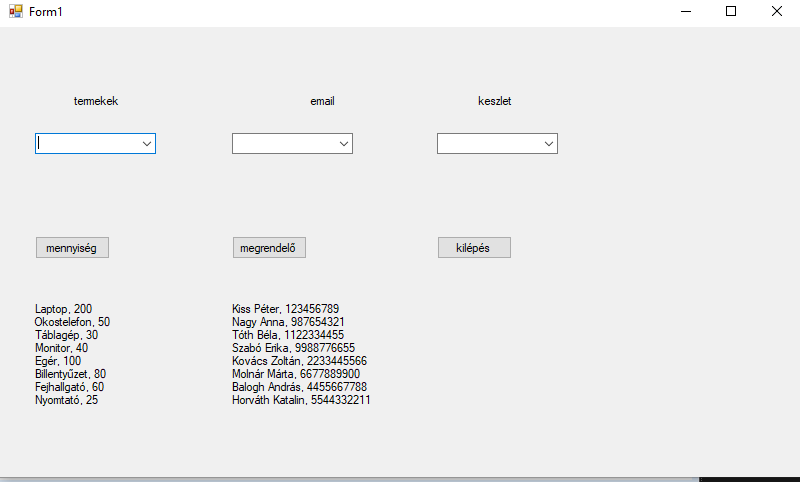 Form1
termekek email keszlet
mennyiség megrendelő kilépés
Laptop, 200
Okostelefon, 50
Táblagép, 30
Monitor, 40
Egér, 100
Billentyűzet, 80
Fejhallgató, 60
Nyomtató, 25
Kiss Péter, 123456789
Nagy Anna, 987654321
Tóth Béla, 1122334455
Szabó Erika, 9988776655
Kovács Zoltán, 2233445566
Molnár Márta, 6677889900
Balogh András, 4455667788
Horváth Katalin, 5544332211